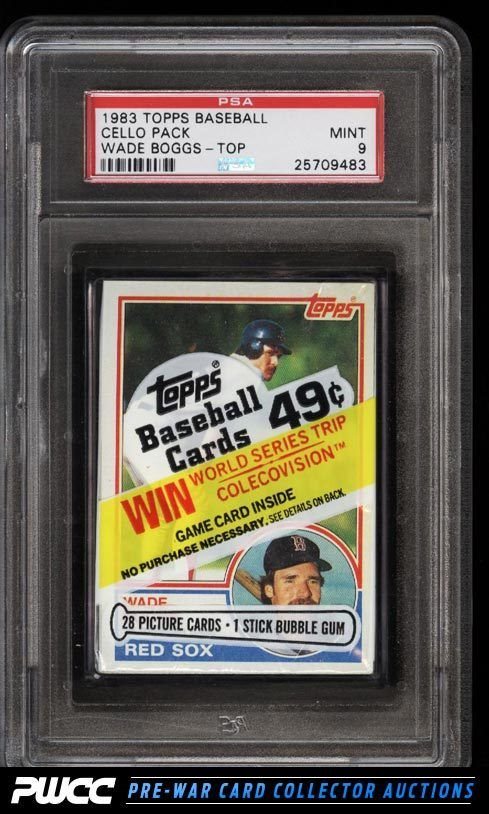 PSA
1983 TOPPS BASEBALL
CELLO PACK MINT
WADE BOGGS - TOP 9
25709483
topps
topps®
Baseball
Cards 49¢
WIN WORLD SERIES TRIP
COLECOVISION™
GAME CARD INSIDE
NO PURCHASE NECESSARY. SEE DETAILS ON BACK.
B
WADE
28 PICTURE CARDS • 1 STICK BUBBLE GUM
RED SOX
PSA
PWCC PRE-WAR CARD COLLECTOR AUCTIONS